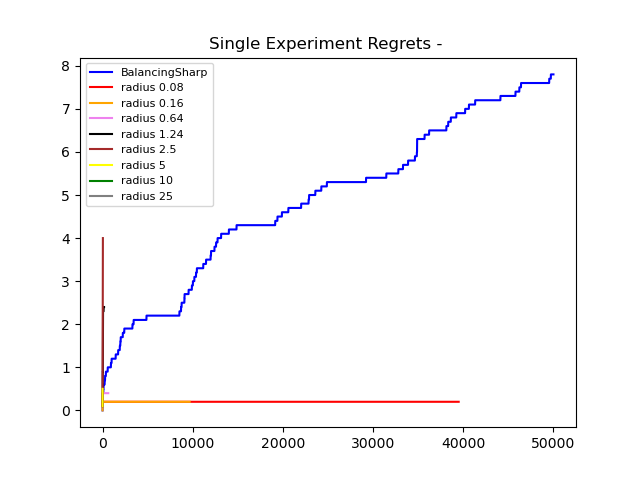 Single Experiment Regrets -
BalancingSharp
radius 0.08
radius 0.16
radius 0.64
radius 1.24
radius 2.5
radius 5
radius 10
radius 25
8
7
6
5
4
3
2
1
0
0 10000 20000 30000 40000 50000